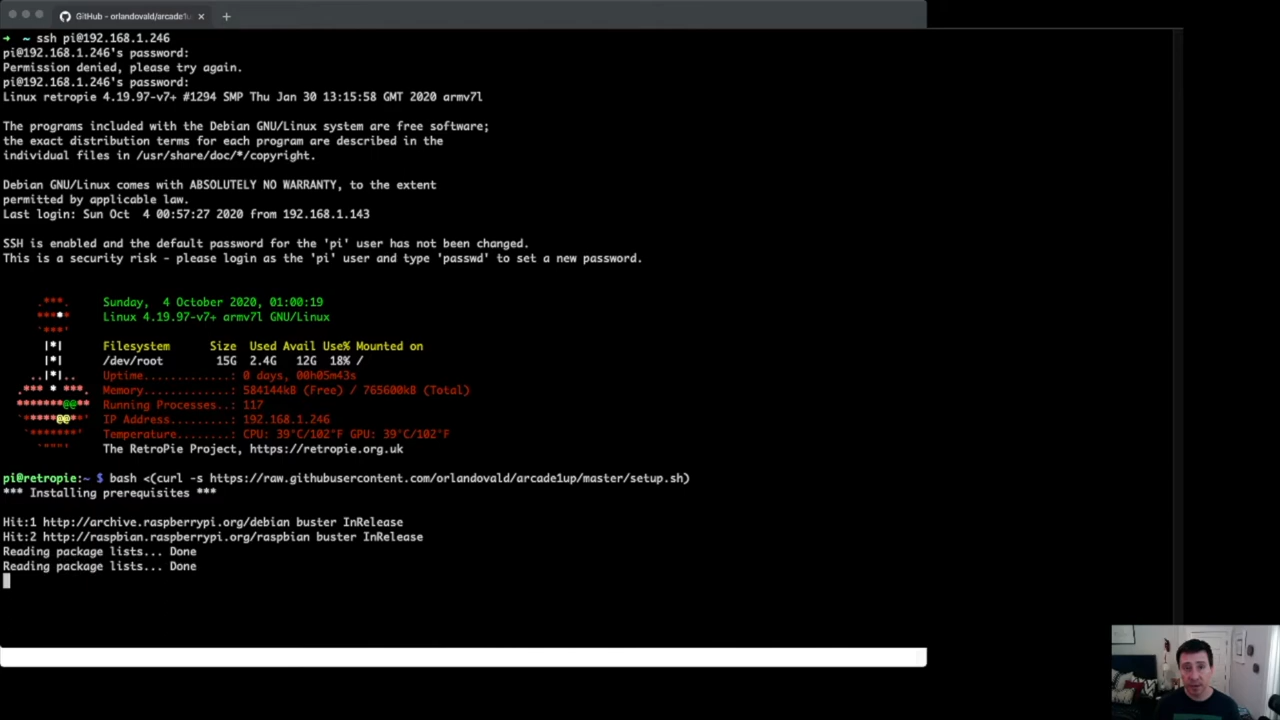 GitHub - orlandovald/arcade1u
→ ~ ssh pi@192.168.1.246
pi@192.168.1.246's password:
Permission denied, please try again.
pi@192.168.1.246's password:
Linux retropie 4.19.97-v7+ #1294 SMP Thu Jan 30 13:15:58 GMT 2020 armv7l
The programs included with the Debian GNU/Linux system are free software;
the exact distribution terms for each program are described in the
individual files in /usr/share/doc/*/copyright.
Debian GNU/Linux comes with ABSOLUTELY NO WARRANTY, to the extent
permitted by applicable law.
Last login: Sun Oct  4 00:57:27 2020 from 192.168.1.143
SSH is enabled and the default password for the 'pi' user has not been changed.
This is a security risk - please login as the 'pi' user and type 'passwd' to set a new password.
Sunday,  4 October 2020, 01:00:19
Linux 4.19.97-v7+ armv7l GNU/Linux
Filesystem      Size  Used Avail Use% Mounted on
/dev/root        15G  2.4G   12G  18% /
Uptime.............: 0 days, 00h05m43s
Memory.............: 584144kB (Free) / 765600kB (Total)
Running Processes..: 117
IP Address.........: 192.168.1.246
Temperature........: CPU: 39°C/102°F GPU: 39°C/102°F
The RetroPie Project, https://retropie.org.uk
pi@retropie:~ $ bash <(curl -s https://raw.githubusercontent.com/orlandovald/arcade1up/master/setup.sh)
*** Installing prerequisites ***
Hit:1 http://archive.raspberrypi.org/debian buster InRelease
Hit:2 http://raspbian.raspberrypi.org/raspbian buster InRelease
Reading package lists... Done
Reading package lists... Done